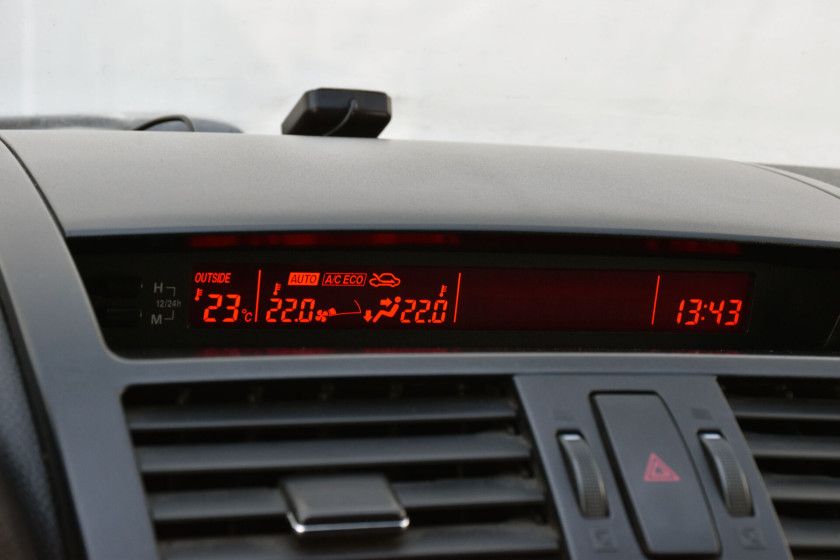 OUTSIDE AUTO A/C ECO
H
12/24h
M
23°C 22.0 22.0 13:43